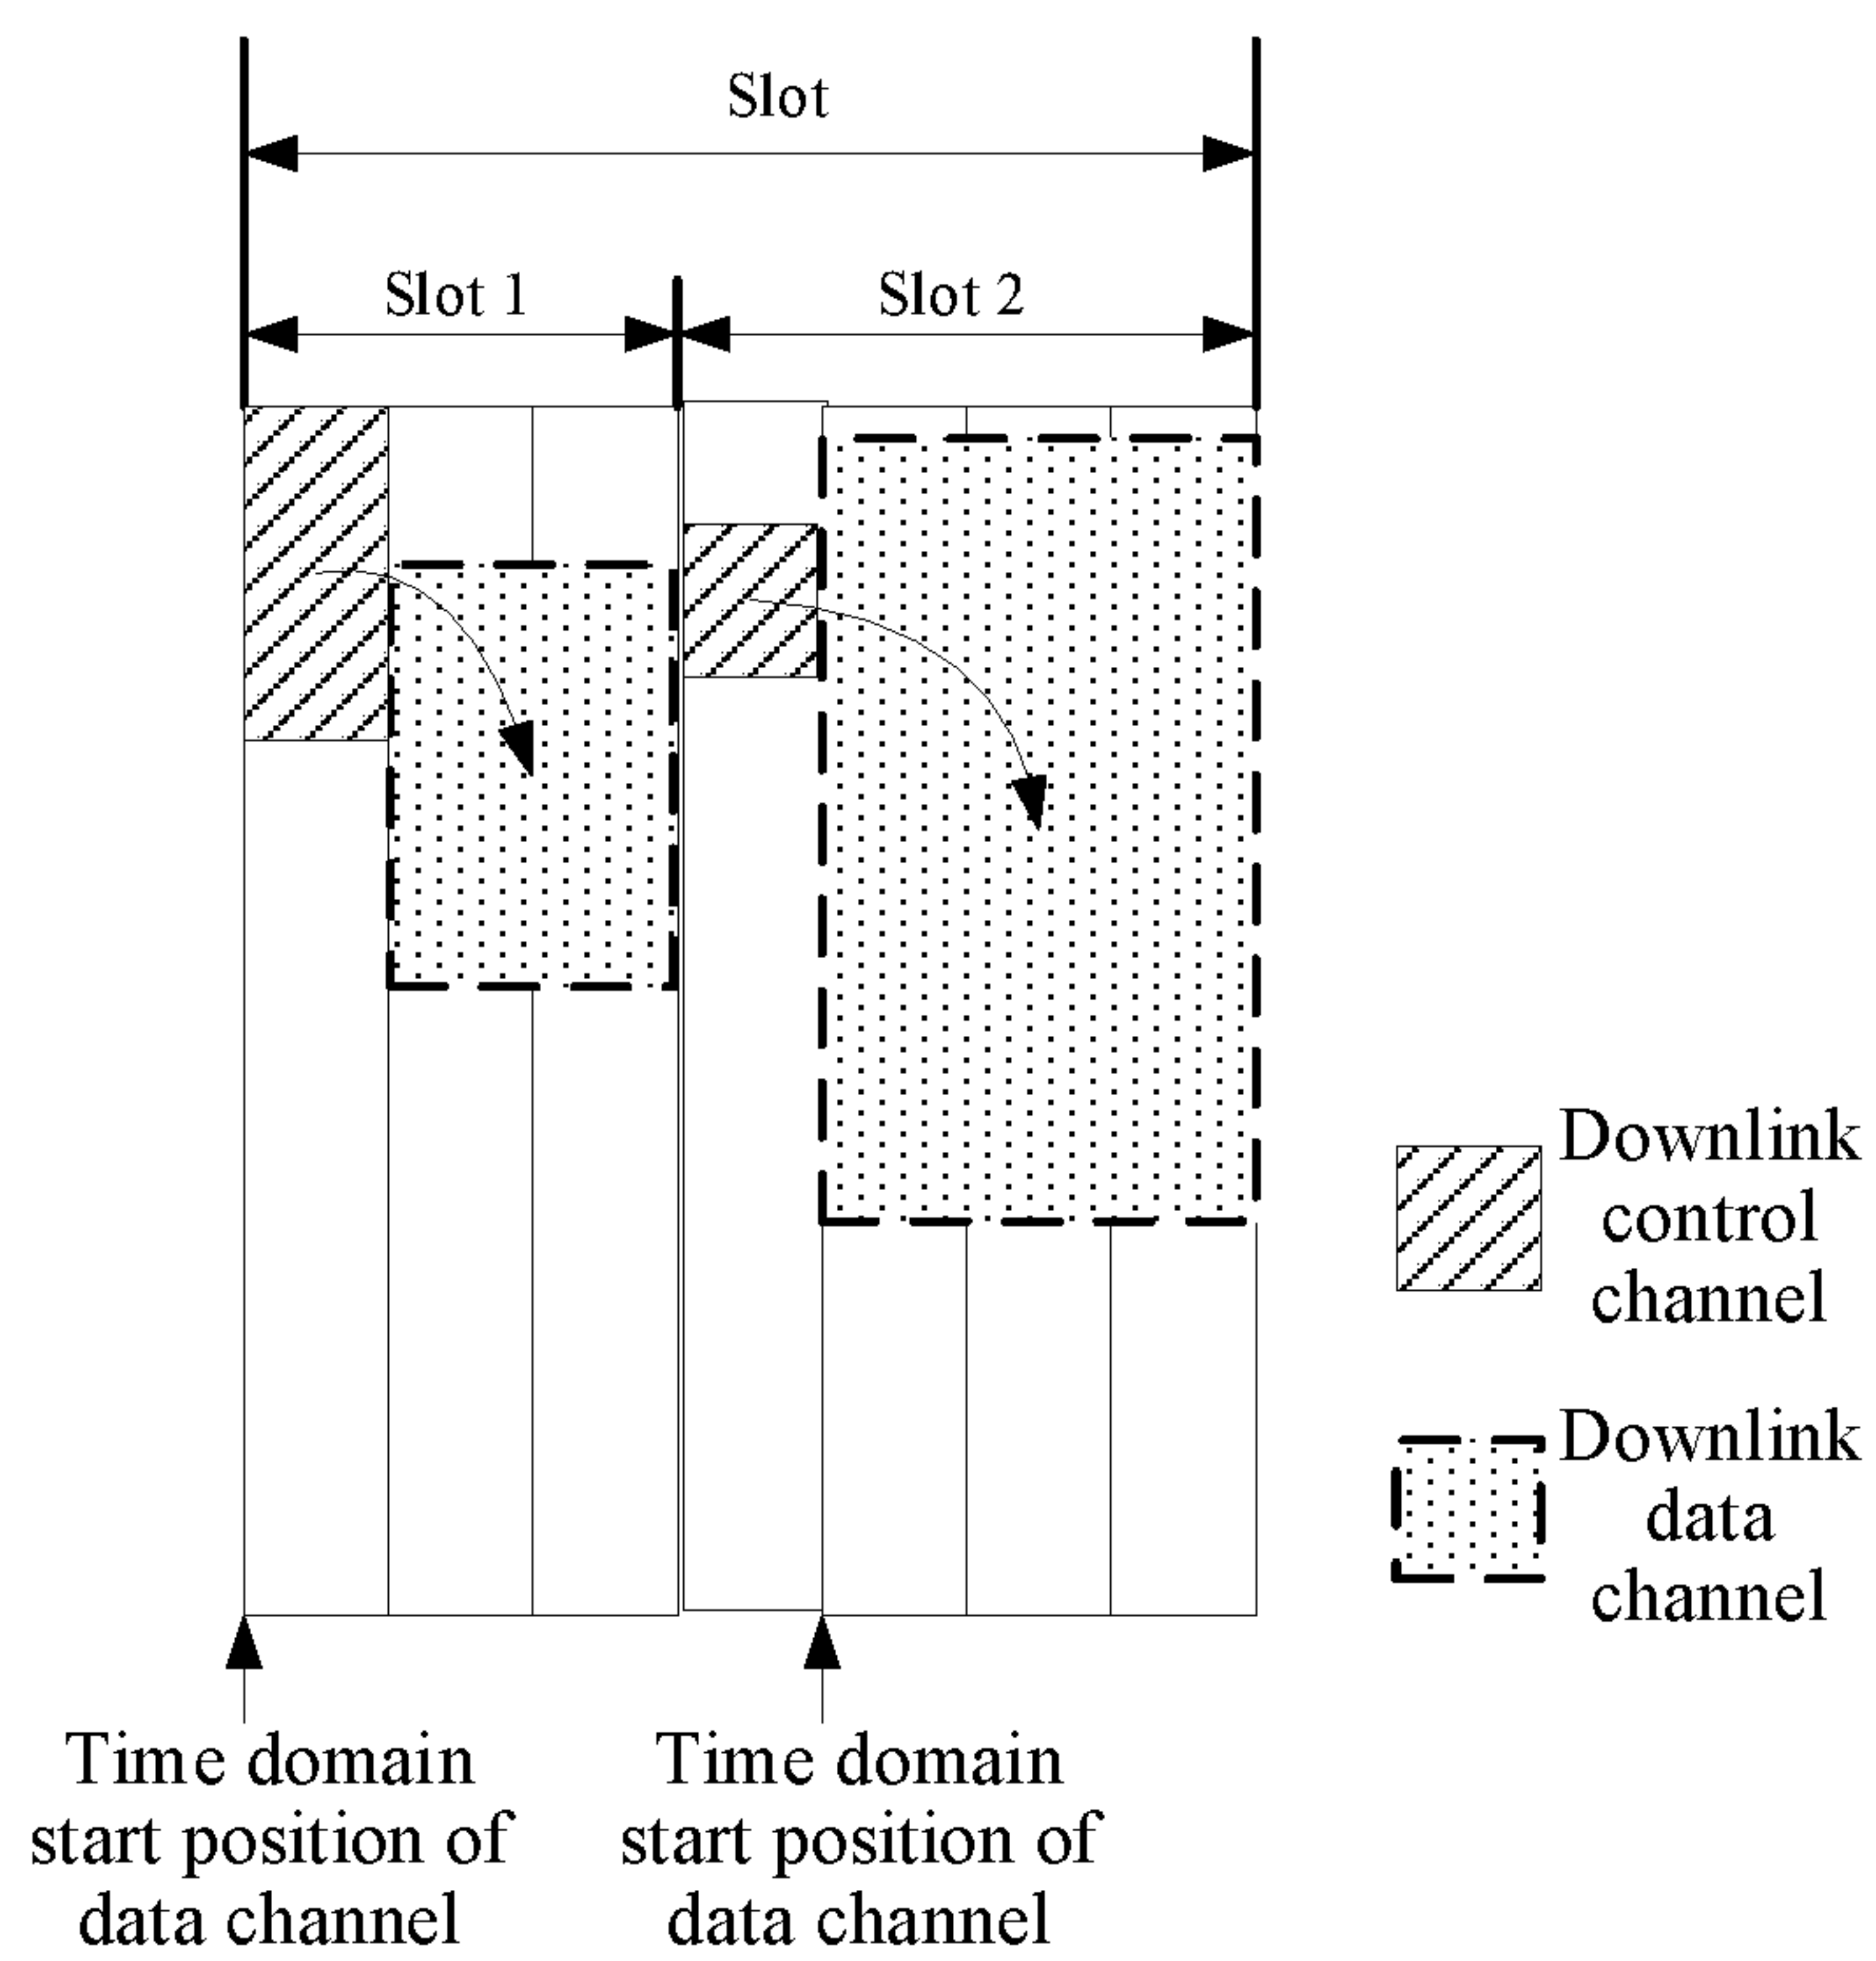 Slot
Slot 1
Slot 2
Downlink
control
channel
Downlink
data
channel
Time domain
start position of
data channel
Time domain
start position of
data channel